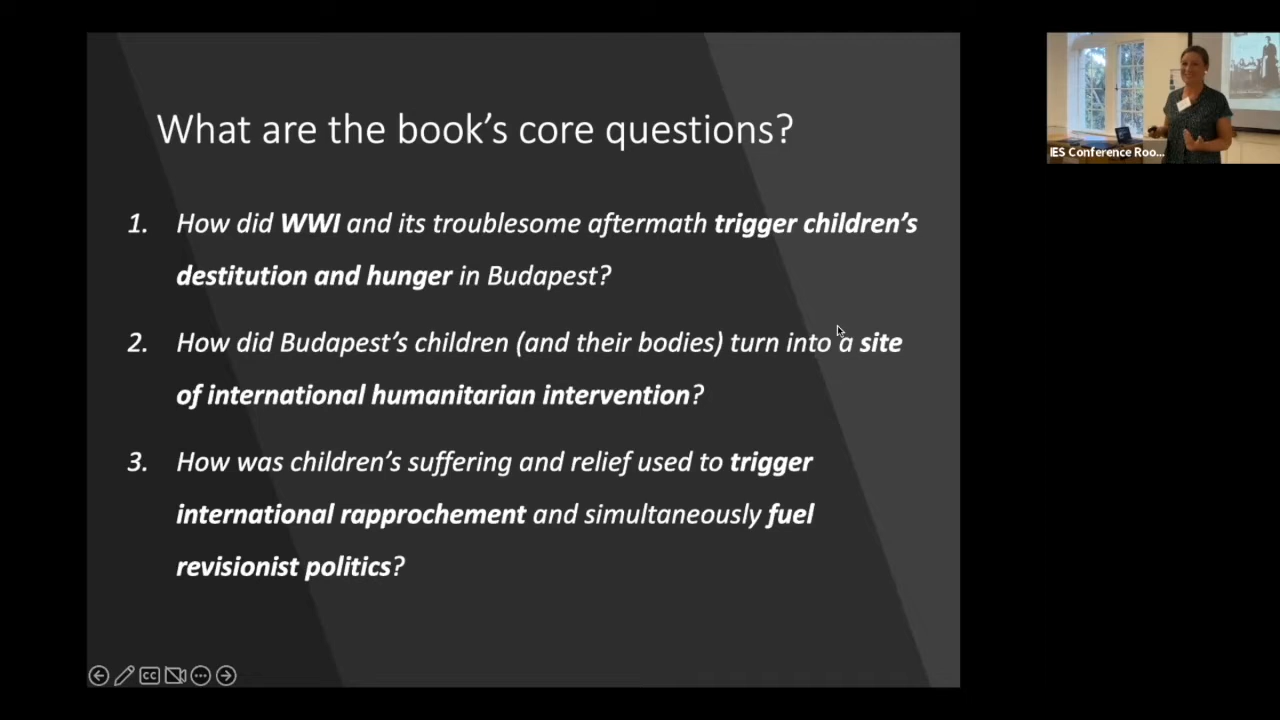 What are the book's core questions?
1. How did WWI and its troublesome aftermath trigger children's
destitution and hunger in Budapest?
2. How did Budapest's children (and their bodies) turn into a site
of international humanitarian intervention?
3. How was children's suffering and relief used to trigger
international rapprochement and simultaneously fuel
revisionist politics?
IES Conference Roo...
CC